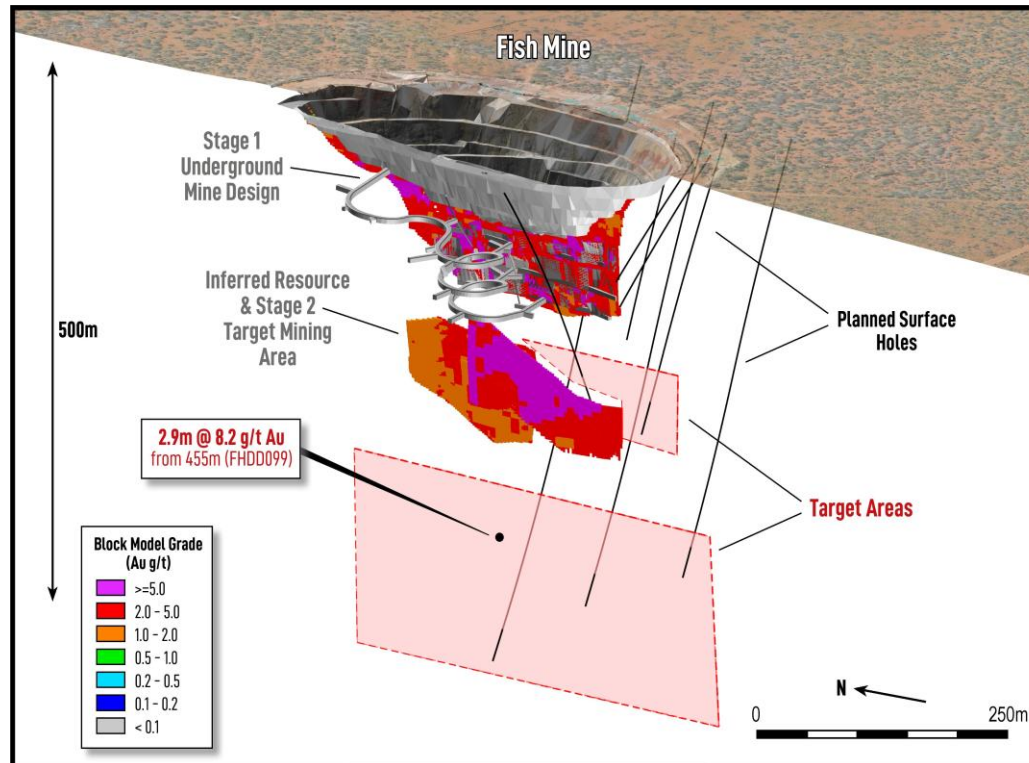 Fish Mine
Stage 1
Underground
Mine Design
Inferred Resource
& Stage 2
Target Mining
Area
500m
Planned Surface
Holes
2.9m @ 8.2 g/t Au
from 455m (FHDD099)
Target Areas
Block Model Grade
(Au g/t)
>=5.0
2.0 - 5.0
1.0 - 2.0
0.5 - 1.0
0.2 - 0.5
0.1 - 0.2
< 0.1
N
0 250m